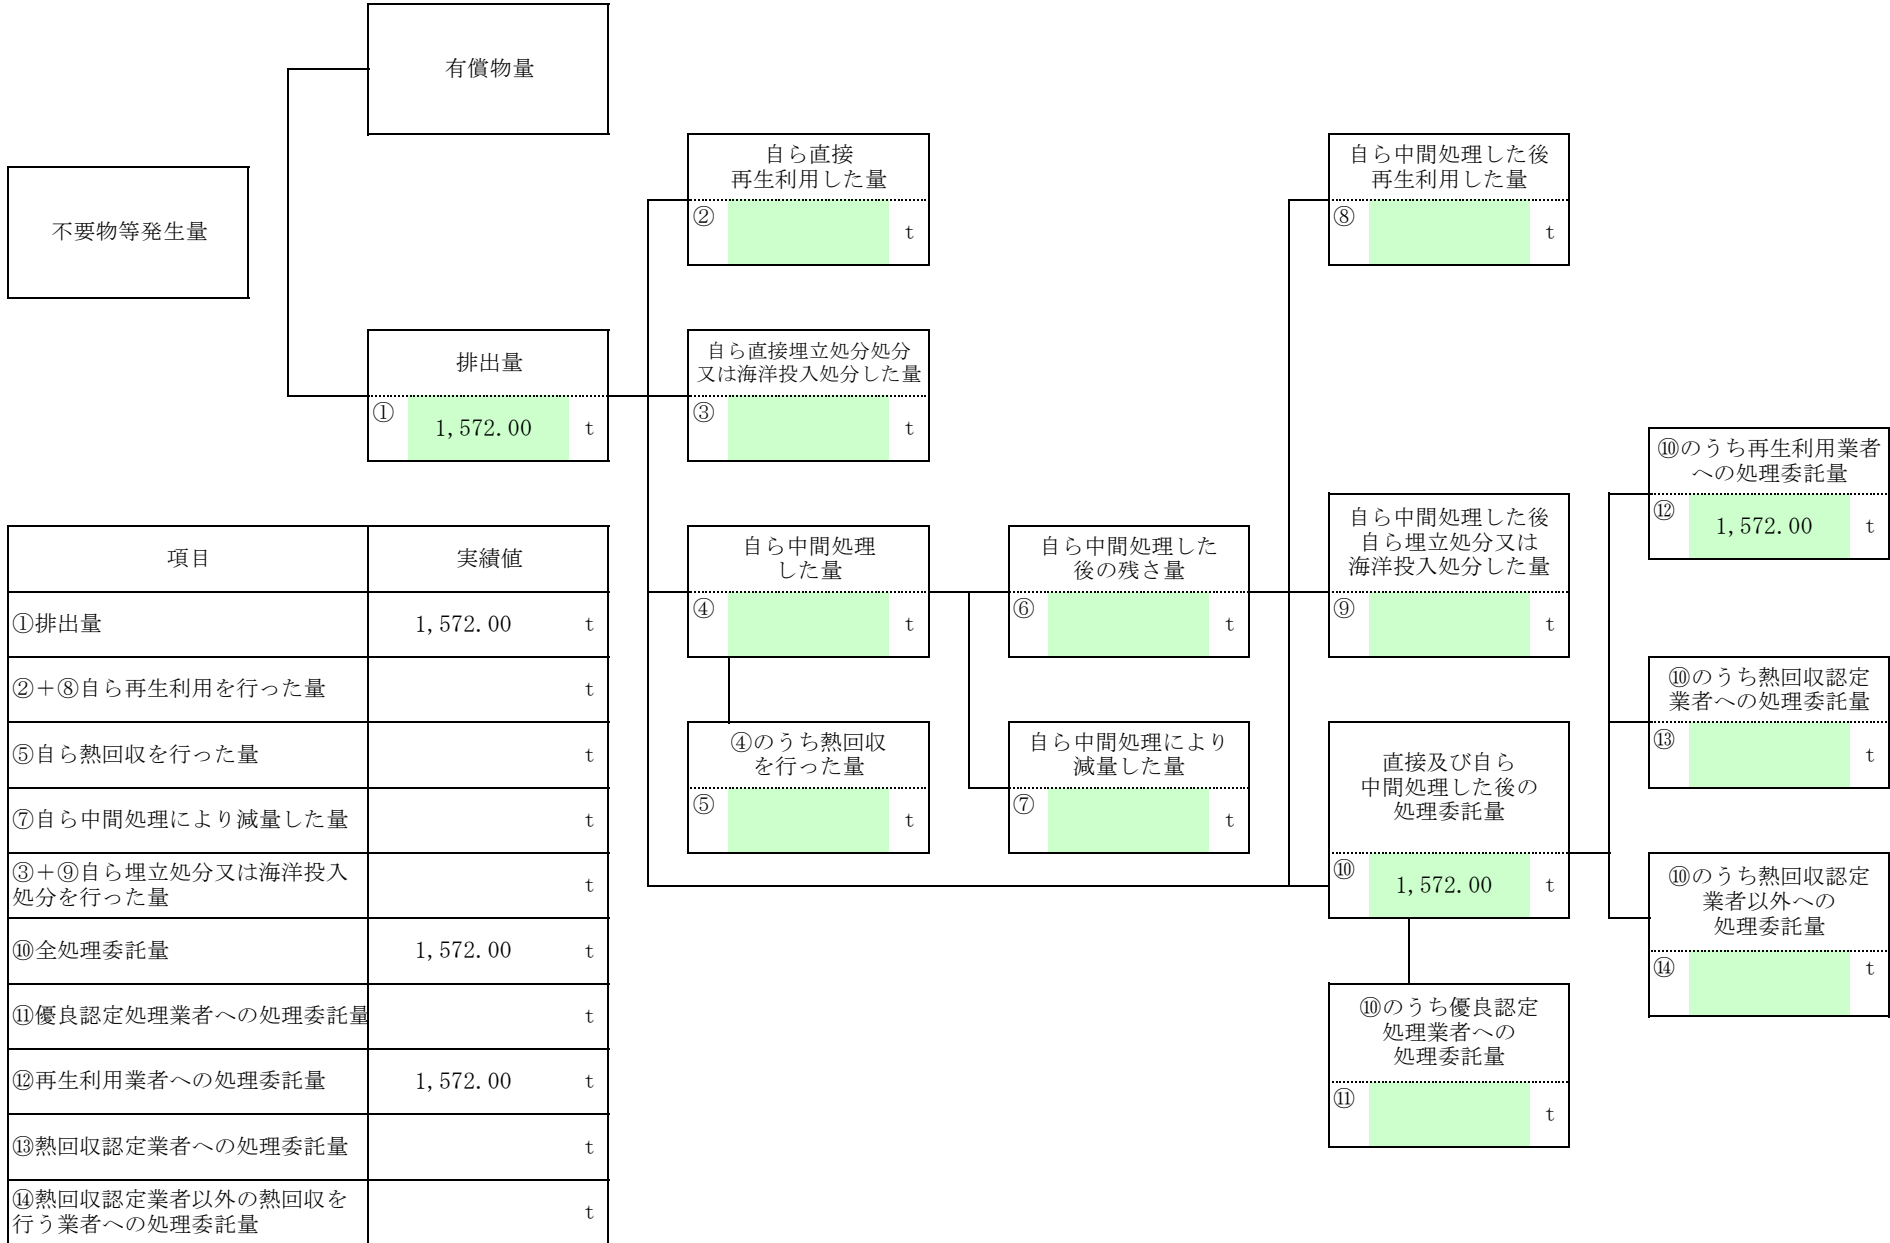 有償物量
不要物等発生量
排出量
①
1,572.00
t
自ら直接
再生利用した量
②
t
自ら直接埋立処分処分
又は海洋投入処分した量
③
t
自ら中間処理
した量
④
t
④のうち熱回収
を行った量
⑤
t
自ら中間処理した
後の残さ量
⑥
t
自ら中間処理により
減量した量
⑦
t
自ら中間処理した後
再生利用した量
⑧
t
自ら中間処理した後
自ら埋立処分又は
海洋投入処分した量
⑨
t
直接及び自ら
中間処理した後の
処理委託量
⑩
1,572.00
t
⑩のうち優良認定
処理業者への
処理委託量
⑪
t
⑩のうち再生利用業者
への処理委託量
⑫
1,572.00
t
⑩のうち熱回収認定
業者への処理委託量
⑬
t
⑩のうち熱回収認定
業者以外への
処理委託量
⑭
t
項目 実績値
①排出量 1,572.00 t
②＋⑧自ら再生利用を行った量 t
⑤自ら熱回収を行った量 t
⑦自ら中間処理により減量した量 t
③＋⑨自ら埋立処分又は海洋投入
処分を行った量 t
⑩全処理委託量 1,572.00 t
⑪優良認定処理業者への処理委託量 t
⑫再生利用業者への処理委託量 1,572.00 t
⑬熱回収認定業者への処理委託量 t
⑭熱回収認定業者以外の熱回収を
行う業者への処理委託量 t